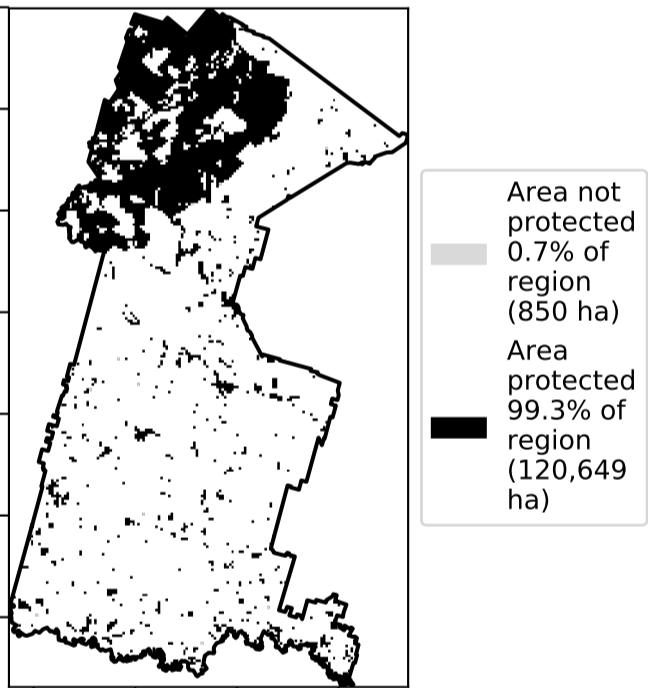 Area not
protected
0.7% of
region
(850 ha)
Area
protected
99.3% of
region
(120,649
ha)